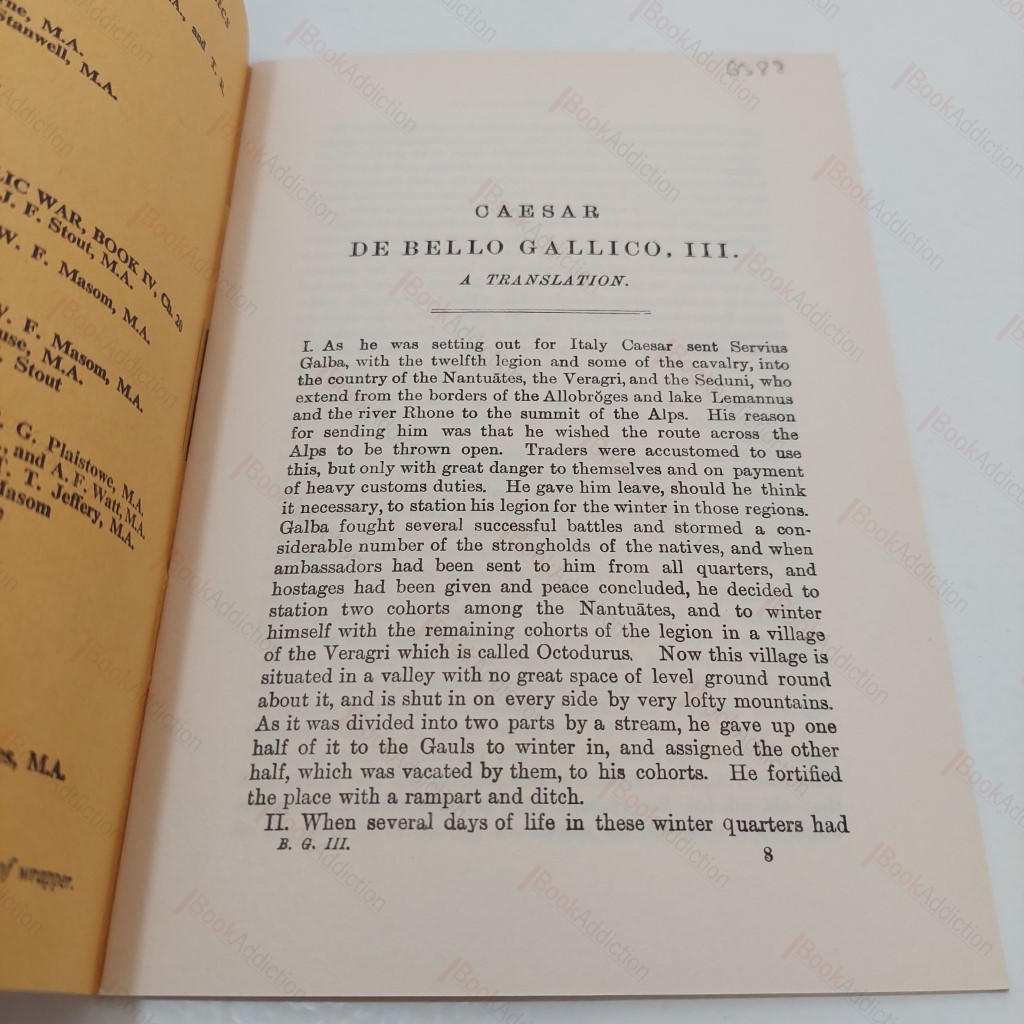 and T. R.
M.A.
Stanwell, M.A.
WAR, BOOK IV, Ch. 20
J. F. Stout, M.A.
W. F. Masom, M.A.
W. F. Masom, M.A.
M.A.
Stout
G. Plaistowe, M.A.
and A. F. Watt, M.A.
T. Jeffery, M.A.
Masom
M.A.
of wrapper.
CAESAR
DE BELLO GALLICO, III.
A TRANSLATION.
I. As he was setting out for Italy Caesar sent Servius
Galba, with the twelfth legion and some of the cavalry, into
the country of the Nantuātes, the Veragri, and the Seduni, who
extend from the borders of the Allobrŏges and lake Lemannus
and the river Rhone to the summit of the Alps. His reason
for sending him was that he wished the route across the
Alps to be thrown open. Traders were accustomed to use
this, but only with great danger to themselves and on payment
of heavy customs duties. He gave him leave, should he think
it necessary, to station his legion for the winter in those regions.
Galba fought several successful battles and stormed a con-
siderable number of the strongholds of the natives, and when
ambassadors had been sent to him from all quarters, and
hostages had been given and peace concluded, he decided to
station two cohorts among the Nantuātes, and to winter
himself with the remaining cohorts of the legion in a village
of the Veragri which is called Octodurus. Now this village is
situated in a valley with no great space of level ground round
about it, and is shut in on every side by very lofty mountains.
As it was divided into two parts by a stream, he gave up one
half of it to the Gauls to winter in, and assigned the other
half, which was vacated by them, to his cohorts. He fortified
the place with a rampart and ditch.
II. When several days of life in these winter quarters had
B. G. III.
8
BookAddiction